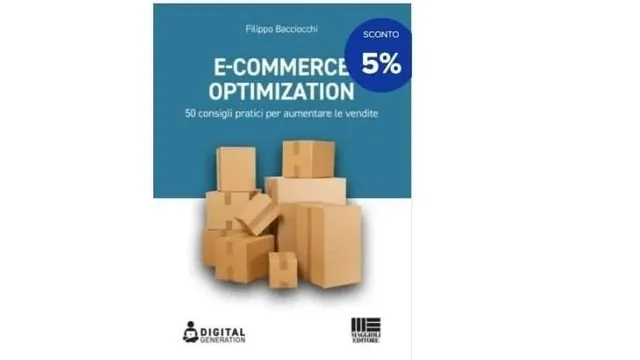 Filippo Bacciocchi
SCONTO
5%
E-COMMERCE
OPTIMIZATION
50 consigli pratici per aumentare le vendite
DIGITAL
GENERATION
MAGGIOLI
EDITORE